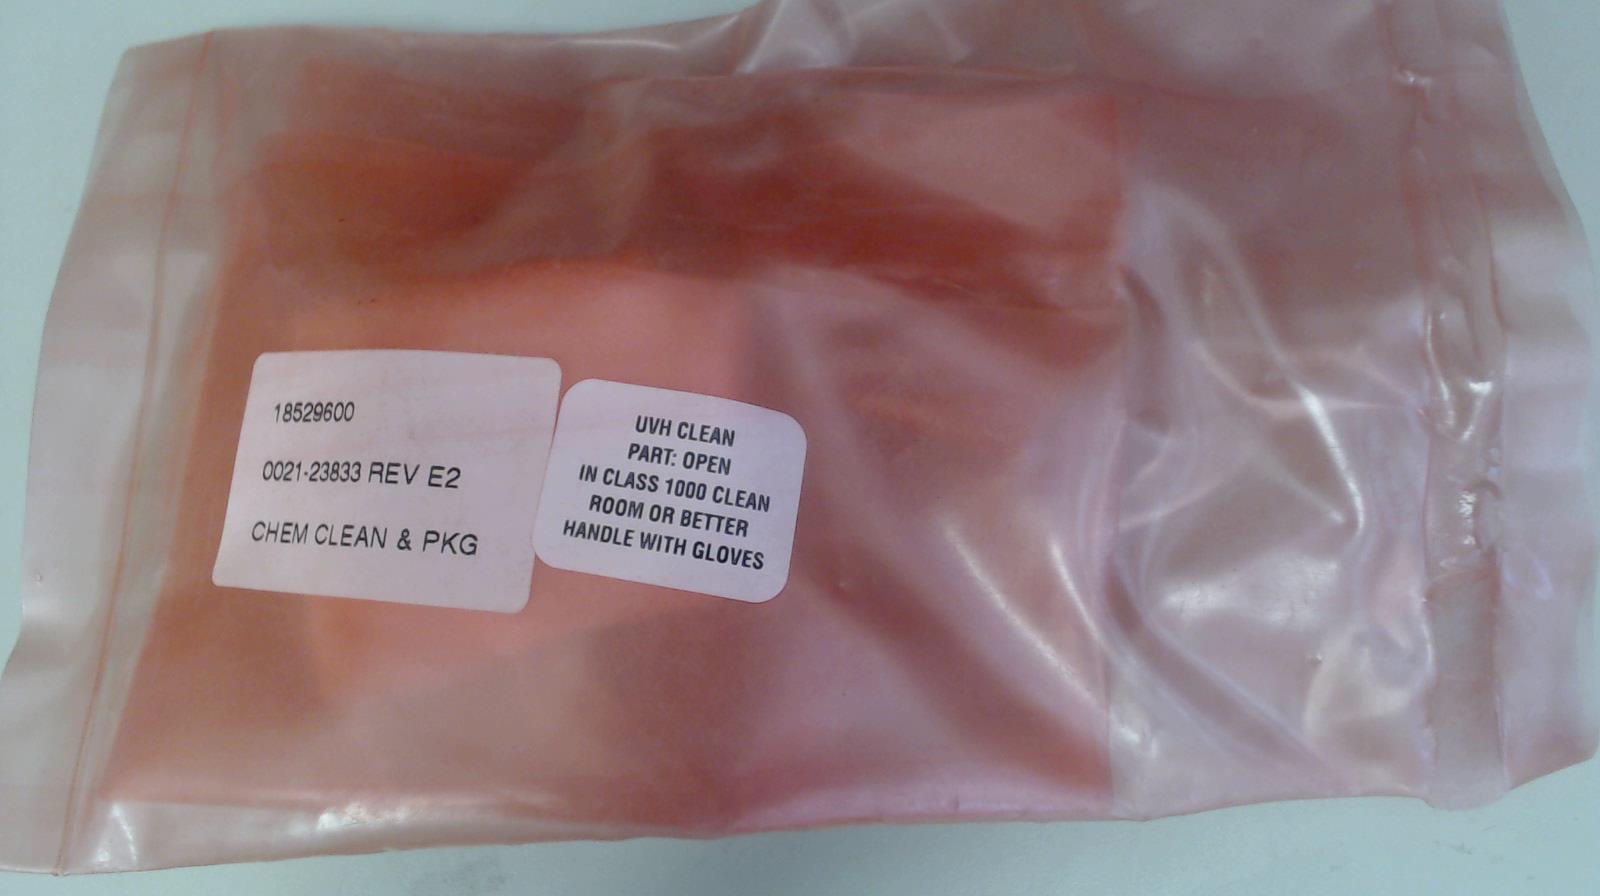 18529600
0021-23833 REV E2
CHEM CLEAN & PKG
UVH CLEAN
PART: OPEN
IN CLASS 1000 CLEAN
ROOM OR BETTER
HANDLE WITH GLOVES